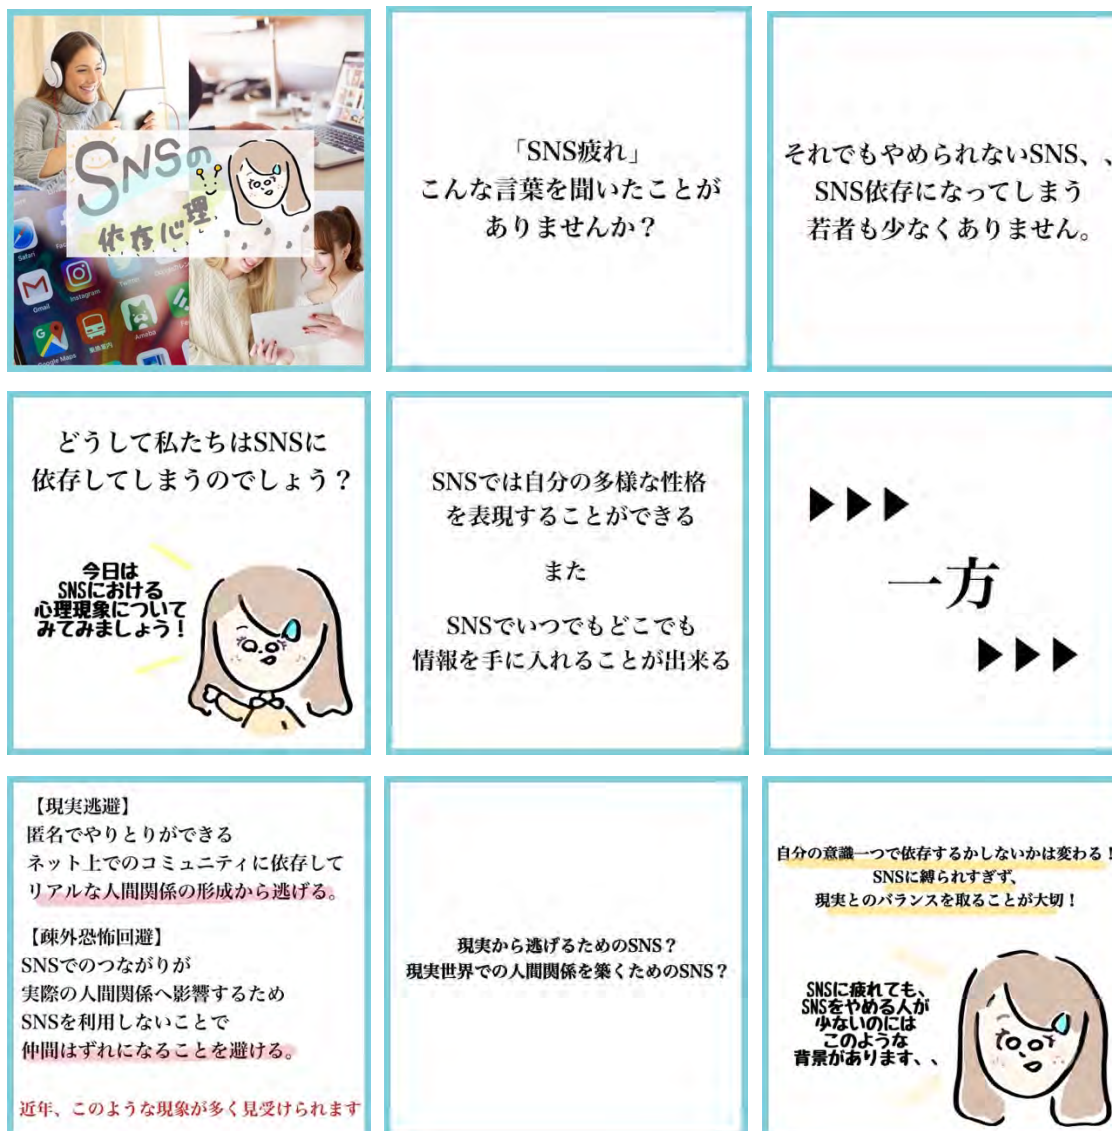 SNSの
依存心理
Safari
Gmail
Instagram
Twitter
Google Maps
乗換案内
Ameba
「SNS疲れ」
こんな言葉を聞いたことが
ありませんか？
それでもやめられないSNS、、
SNS依存になってしまう
若者も少なくありません。
どうして私たちはSNSに
依存してしまうのでしょう？
今日は
SNSにおける
心理現象について
みてみましょう！
SNSでは自分の多様な性格
を表現することができる
また
SNSでいつでもどこでも
情報を手に入れることが出来る
▶▶▶
一方
▶▶▶
【現実逃避】
匿名でやりとりができる
ネット上でのコミュニティに依存して
リアルな人間関係の形成から逃げる。
【疎外恐怖回避】
SNSでのつながりが
実際の人間関係へ影響するため
SNSを利用しないことで
仲間はずれになることを避ける。
近年、このような現象が多く見受けられます
現実から逃げるためのSNS？
現実世界での人間関係を築くためのSNS？
自分の意識一つで依存するかしないかは変わる！
SNSに縛られすぎず、
現実とのバランスを取ることが大切！
SNSに疲れても、
SNSをやめる人が
少ないのには
このような
背景があります、、